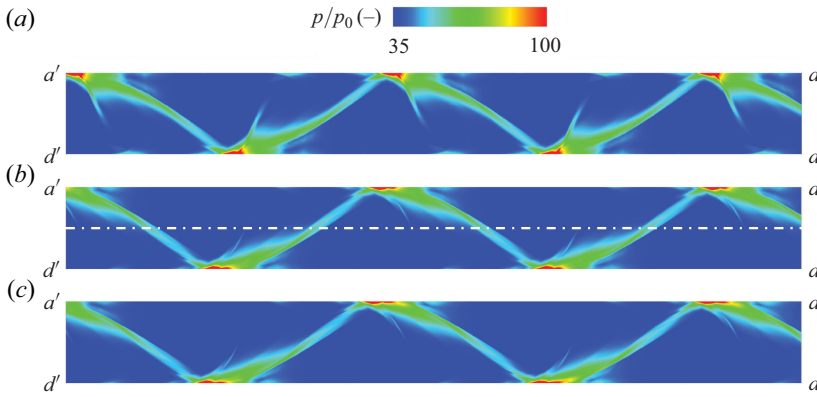 (a)
p/p₀ (–)
35 100
a′ a
d′ d
(b)
a′ a
d′ d
(c)
a′ a
d′ d